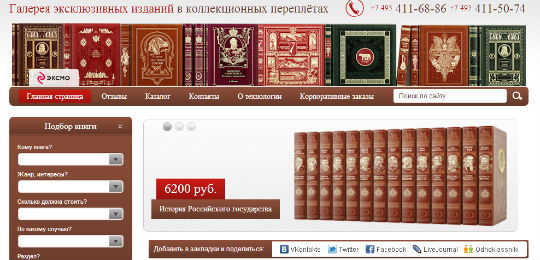 Галерея эксклюзивных изданий в коллекционных переплётах +7 495 411-68-86 +7 495 411-50-74
ЭКСМО
Главная страница Отзывы Каталог Контакты О технологии Корпоративные заказы Поиск по сайту
Подбор книги
Кому книга?
Жанр, интересы?
Сколько должна стоить?
По какому случаю?
Раздел?
6200 руб.
История Российского государства
Добавить в закладки и поделиться: VKontakte Twitter Facebook LiveJournal Odnoklassniki